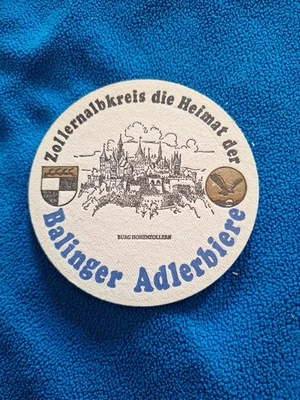 Zollernalbkreis die Heimat der
BURG HOHENZOLLERN
Balinger Adlerbiere